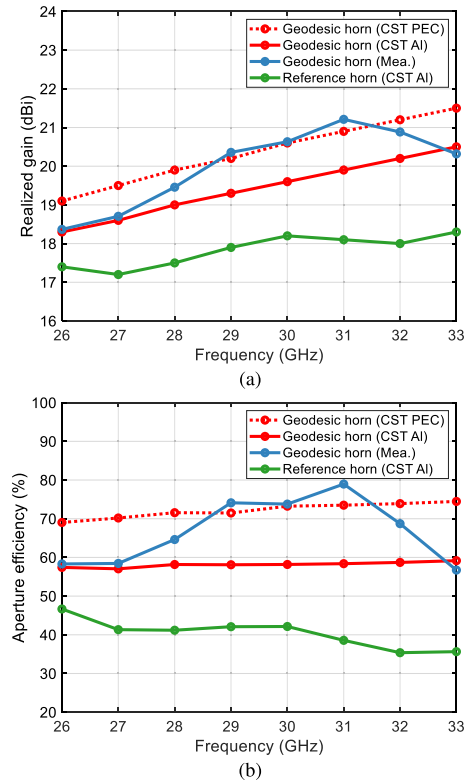 24
23
22
21
20
19
18
17
16
Realized gain (dBi)
Geodesic horn (CST PEC)
Geodesic horn (CST Al)
Geodesic horn (Mea.)
Reference horn (CST Al)
26 27 28 29 30 31 32 33
Frequency (GHz)
(a)
100
90
80
70
60
50
40
30
20
Aperture efficiency (%)
Geodesic horn (CST PEC)
Geodesic horn (CST Al)
Geodesic horn (Mea.)
Reference horn (CST Al)
26 27 28 29 30 31 32 33
Frequency (GHz)
(b)